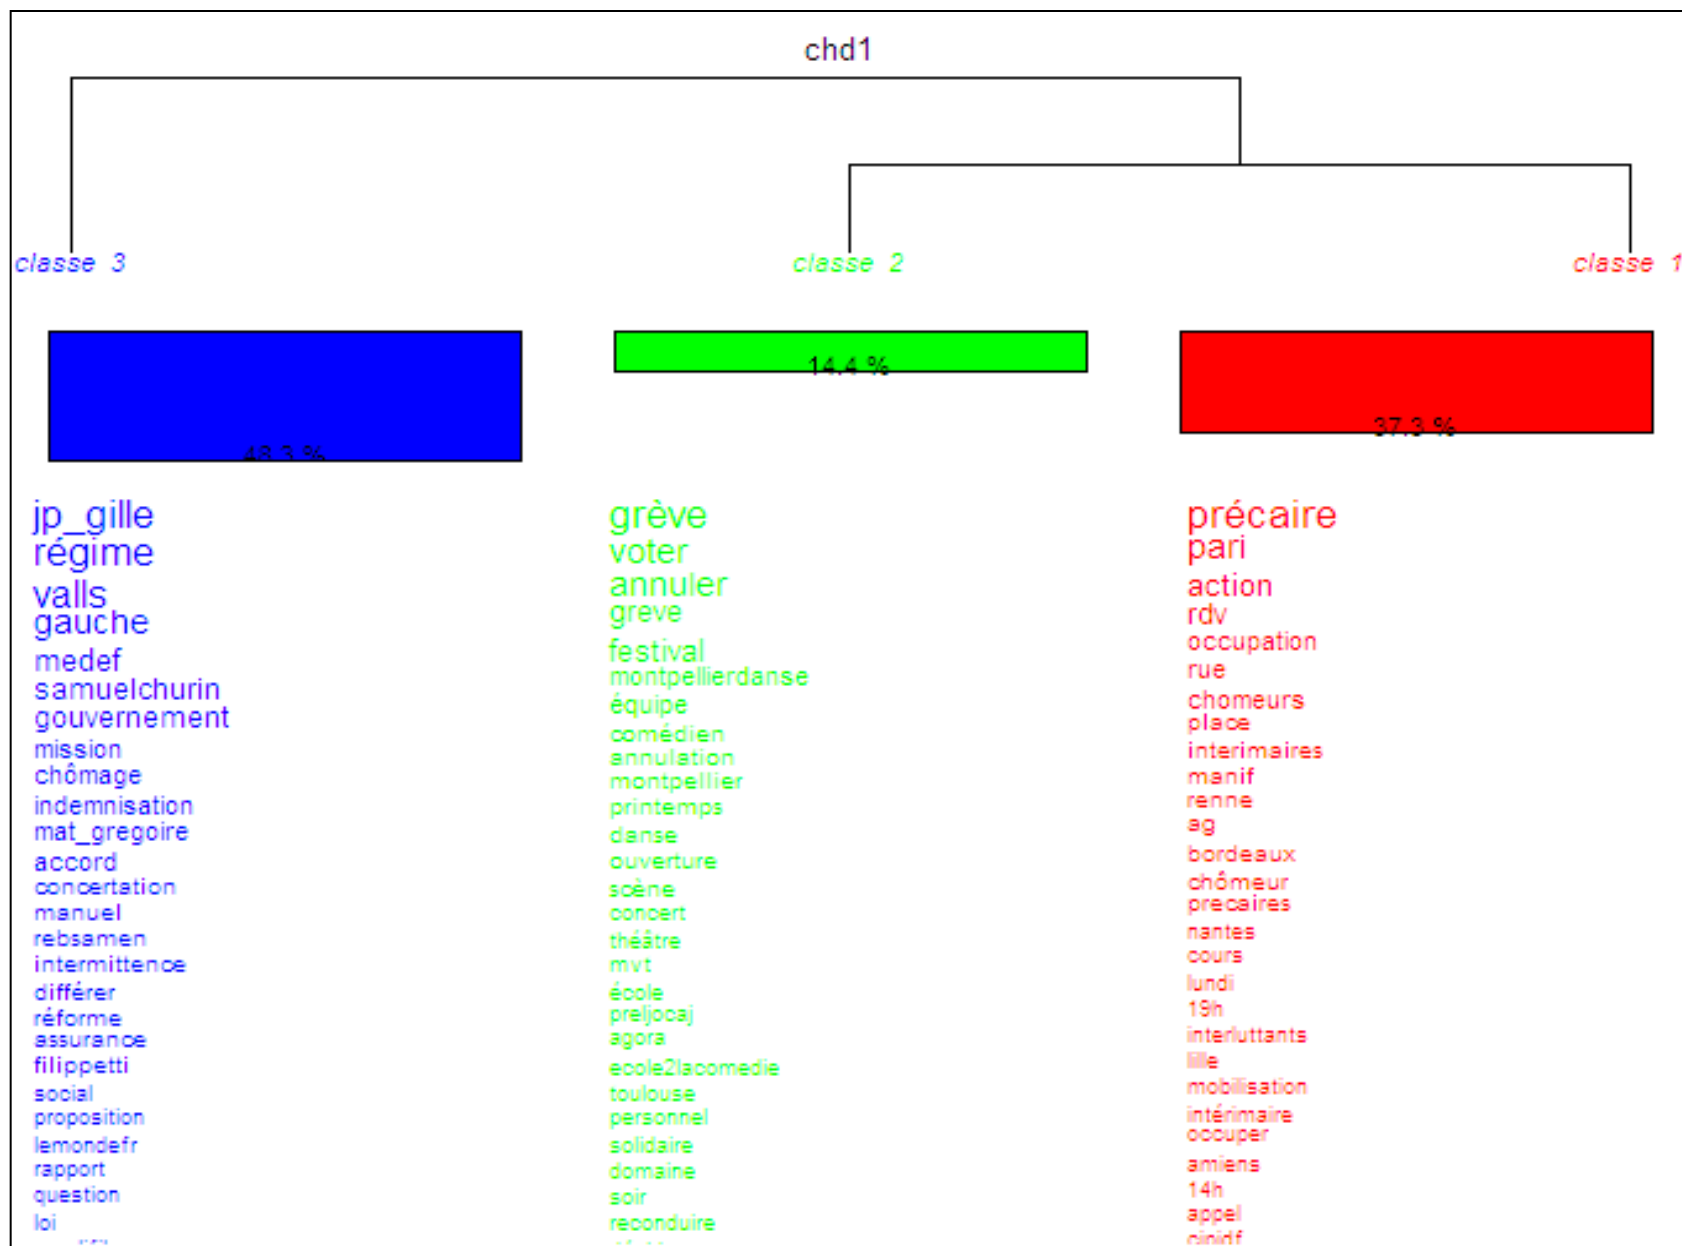 chd1
classe 3
classe 2
classe 1
48.3 %
14.4 %
37.3 %
jp_gille
régime
valls
gauche
medef
samuelchurin
gouvernement
mission
chômage
indemnisation
mat_gregoire
accord
concertation
manuel
rebsamen
intermittence
différer
réforme
assurance
filippetti
social
proposition
lemondefr
rapport
question
loi
grève
voter
annuler
greve
festival
montpellierdanse
équipe
comédien
annulation
montpellier
printemps
danse
ouverture
scène
concert
théâtre
mvt
école
preljocaj
agora
ecole2lacomedie
toulouse
personnel
solidaire
domaine
soir
reconduire
précaire
pari
action
rdv
occupation
rue
chomeurs
place
interimaires
manif
renne
ag
bordeaux
chômeur
precaires
nantes
cours
lundi
19h
interluttants
lille
mobilisation
intérimaire
occuper
amiens
14h
appel
cipidf